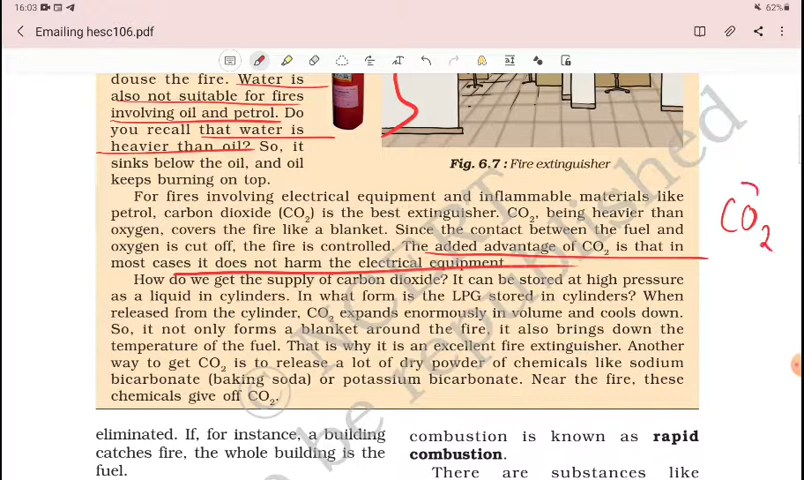 16:03
62%
Emailing hesc106.pdf
douse the fire. Water is
also not suitable for fires
involving oil and petrol. Do
you recall that water is
heavier than oil? So, it
sinks below the oil, and oil
keeps burning on top.
Fig. 6.7: Fire extinguisher
For fires involving electrical equipment and inflammable materials like
petrol, carbon dioxide (CO2) is the best extinguisher. CO2, being heavier than
oxygen, covers the fire like a blanket. Since the contact between the fuel and
oxygen is cut off, the fire is controlled. The added advantage of CO2 is that in
most cases it does not harm the electrical equipment
CO2
How do we get the supply of carbon dioxide? It can be stored at high pressure
as a liquid in cylinders. In what form is the LPG stored in cylinders? When
released from the cylinder, CO2 expands enormously in volume and cools down.
So, it not only forms a blanket around the fire, it also brings down the
temperature of the fuel. That is why it is an excellent fire extinguisher. Another
way to get CO2 is to release a lot of dry powder of chemicals like sodium
bicarbonate (baking soda) or potassium bicarbonate. Near the fire, these
chemicals give off CO2.
eliminated. If, for instance, a building
catches fire, the whole building is the
fuel.
combustion is known as rapid
combustion.
There are substances like
© NCERT
be republished